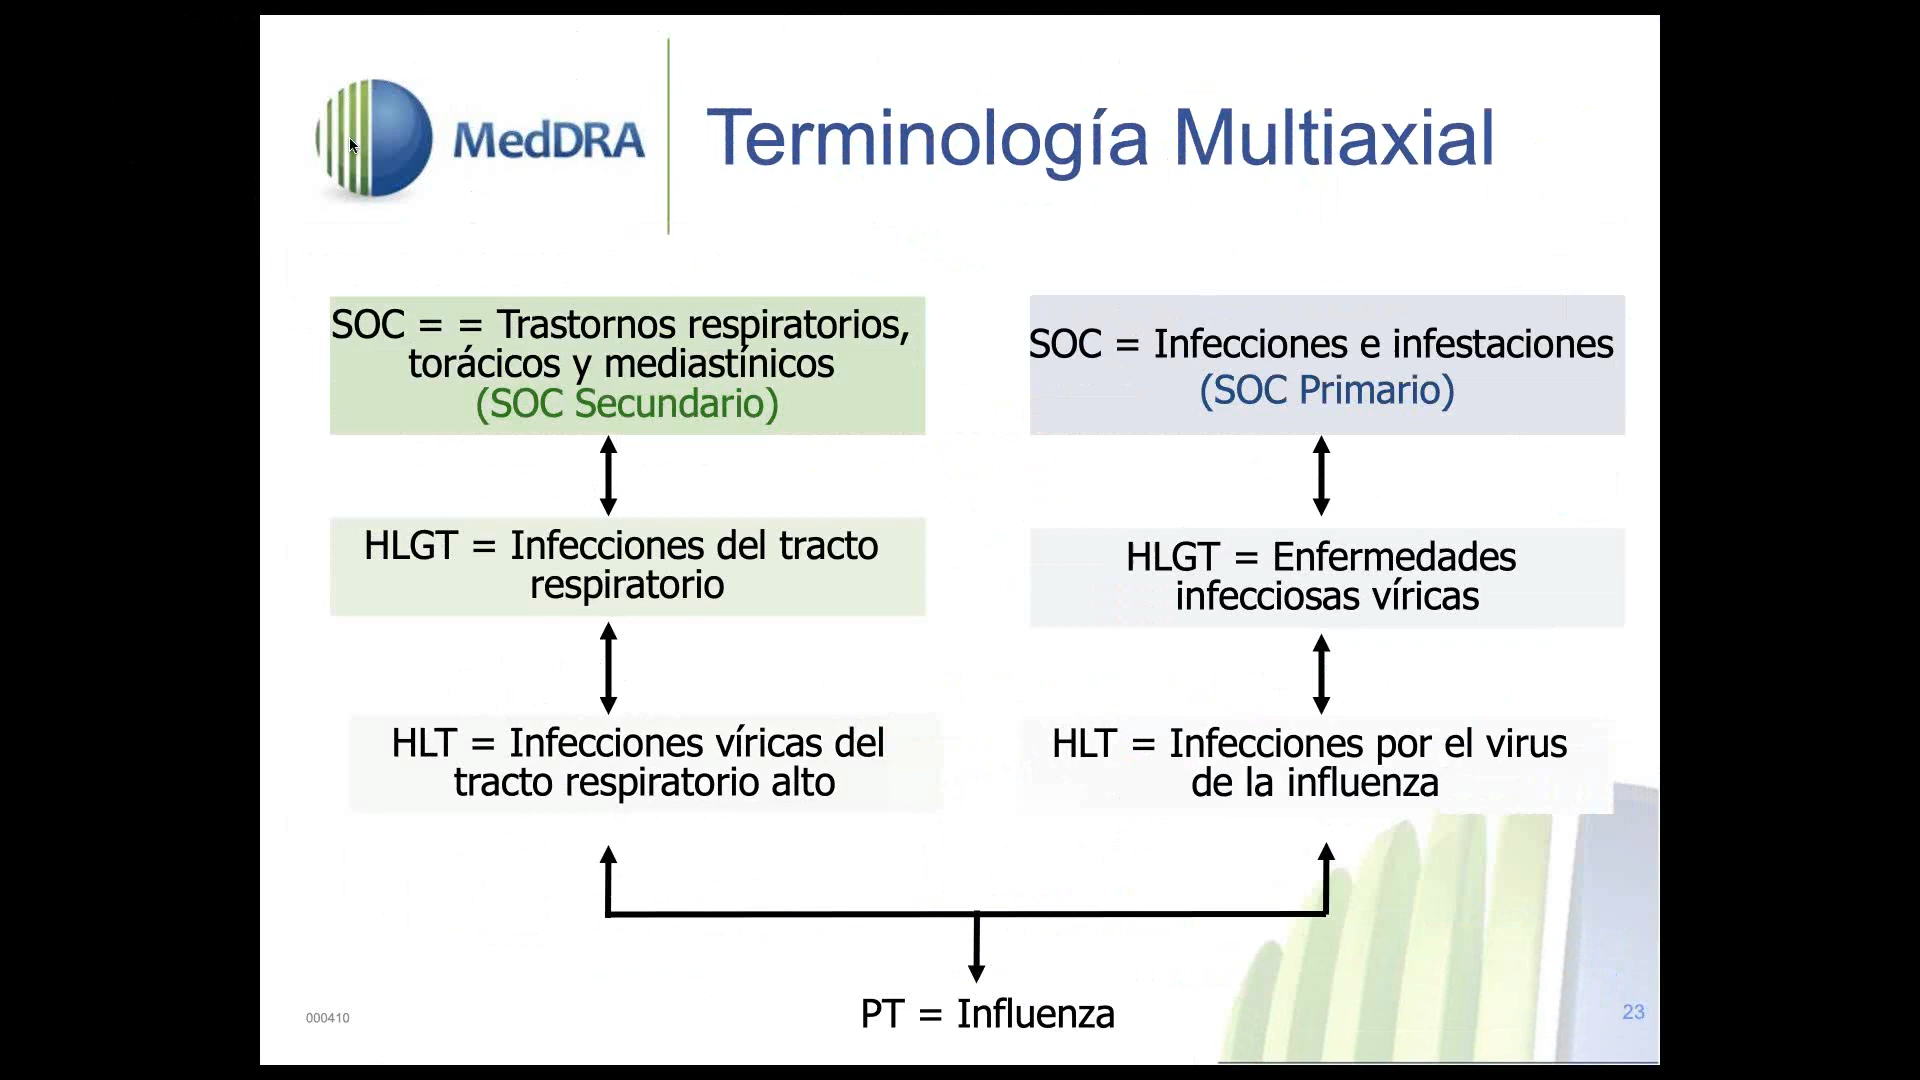 MedDRA
Terminología Multiaxial
SOC = = Trastornos respiratorios,
torácicos y mediastínicos
(SOC Secundario)
SOC = Infecciones e infestaciones
(SOC Primario)
HLGT = Infecciones del tracto
respiratorio
HLGT = Enfermedades
infecciosas víricas
HLT = Infecciones víricas del
tracto respiratorio alto
HLT = Infecciones por el virus
de la influenza
PT = Influenza
000410
23